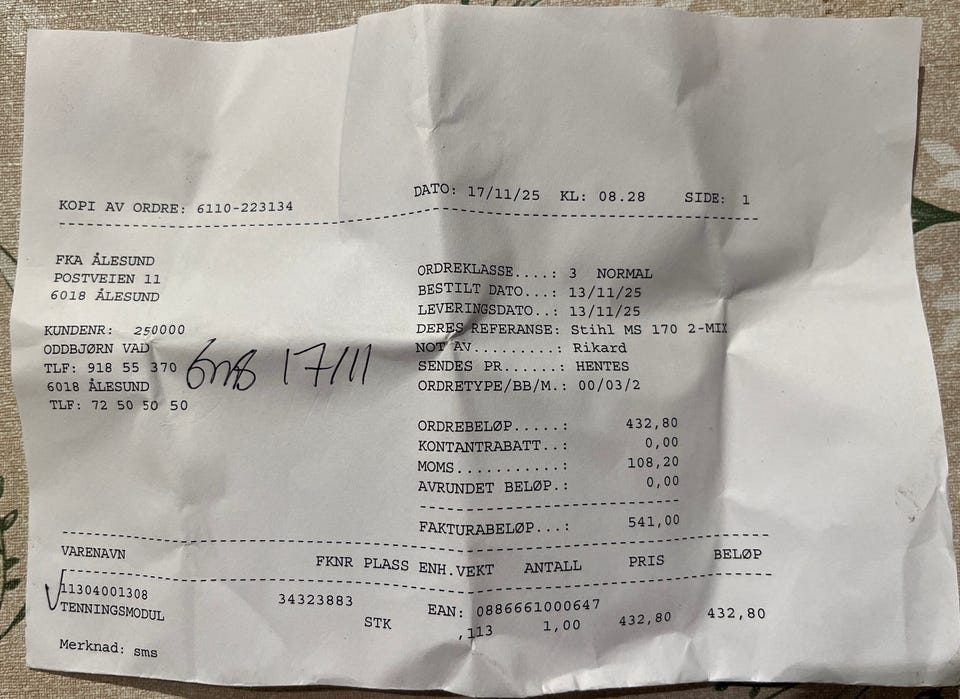 KOPI AV ORDRE: 6110-223134
DATO: 17/11/25 KL: 08.28 SIDE: 1
FKA ÅLESUND
POSTVEIEN 11
6018 ÅLESUND
KUNDENR: 250000
ODDBJØRN VAD
TLF: 918 55 370
6018 ÅLESUND
TLF: 72 50 50 50
sms 17/11
ORDREKLASSE....: 3 NORMAL
BESTILT DATO...: 13/11/25
LEVERINGSDATO..: 13/11/25
DERES REFERANSE: Stihl MS 170 2-MIX
NOT AV.........: Rikard
SENDES PR......: HENTES
ORDRETYPE/BB/M.: 00/03/2
ORDREBELØP.....: 432,80
KONTANTRABATT..: 0,00
MOMS...........: 108,20
AVRUNDET BELØP.: 0,00
FAKTURABELØP...: 541,00
VARENAVN FKNR PLASS ENH.VEKT ANTALL PRIS BELØP
11304001308 34323883 EAN: 0886661000647
TENNINGSMODUL STK ,113 1,00 432,80 432,80
Merknad: sms